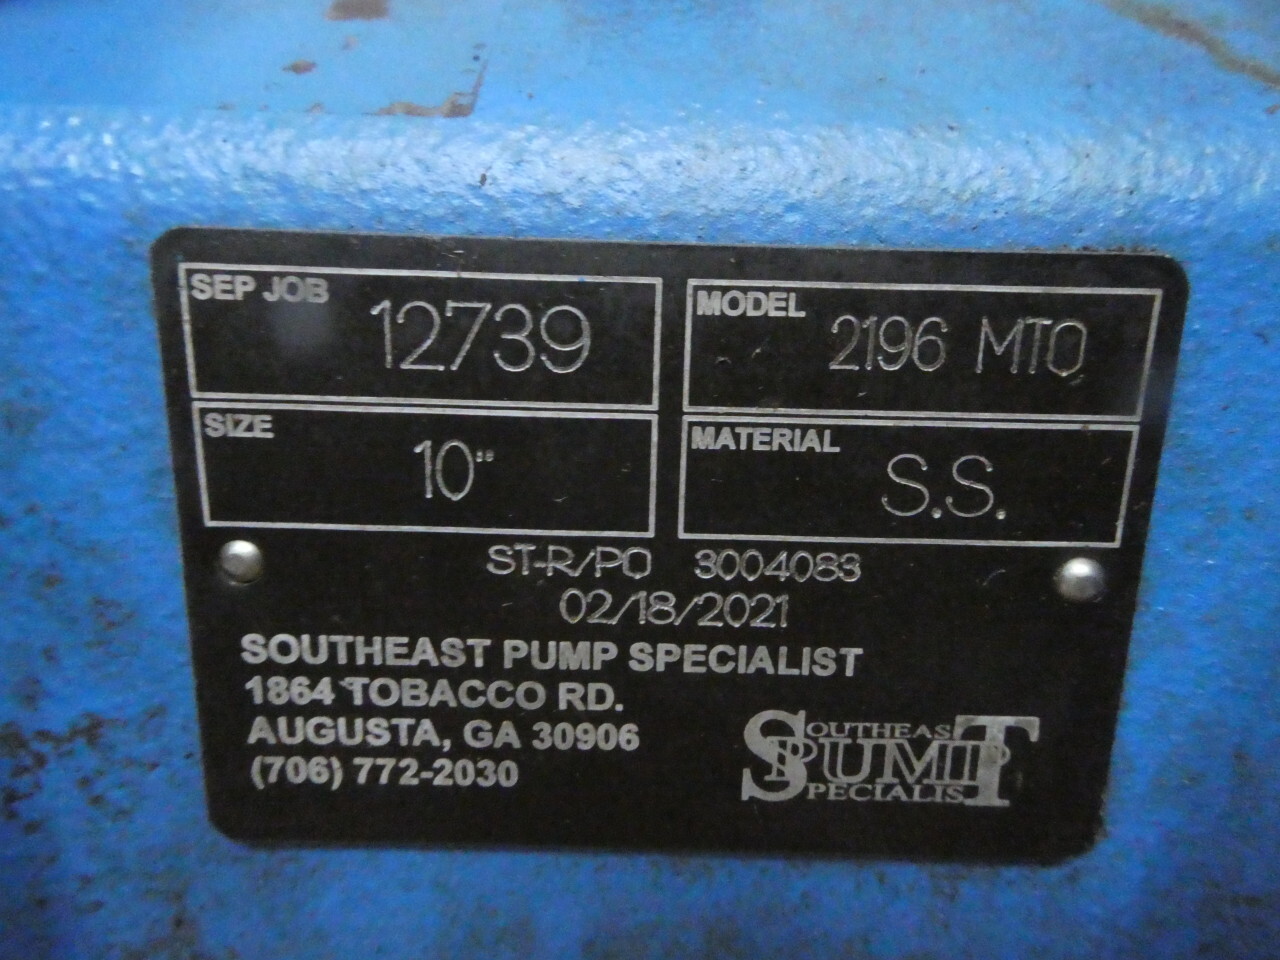 SEP JOB 12739
MODEL 2196 MTO
SIZE 10"
MATERIAL S.S.
ST-R/PO 3004083
02/18/2021
SOUTHEAST PUMP SPECIALIST
1864 TOBACCO RD.
AUGUSTA, GA 30906
(706) 772-2030
SOUTHEAST
PUMP
SPECIALIST